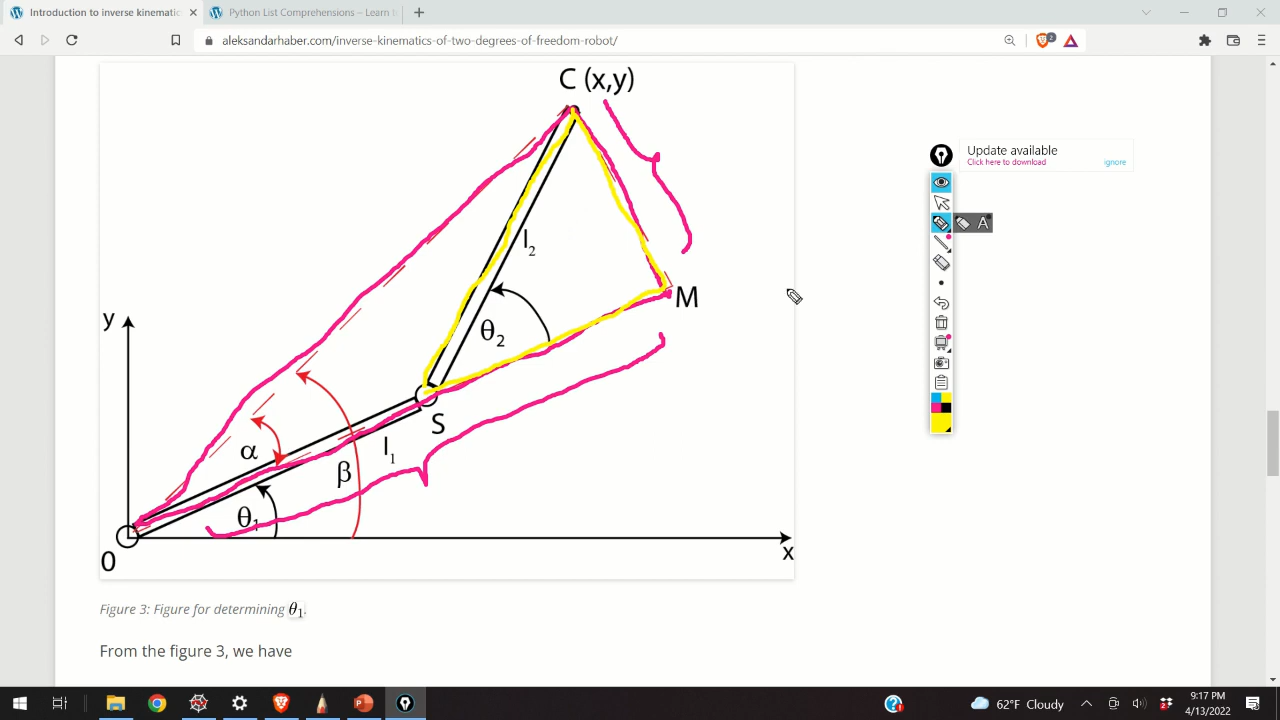 Introduction to inverse kinematic
Python List Comprehensions – Learn t
aleksandarhaber.com/inverse-kinematics-of-two-degrees-of-freedom-robot/
2
C (x,y)
Update available
Click here to download
ignore
A
l2
M
y
θ2
S
α
l1
β
θ1
0
x
Figure 3: Figure for determining θ1.
From the figure 3, we have
62°F Cloudy
9:17 PM
4/13/2022